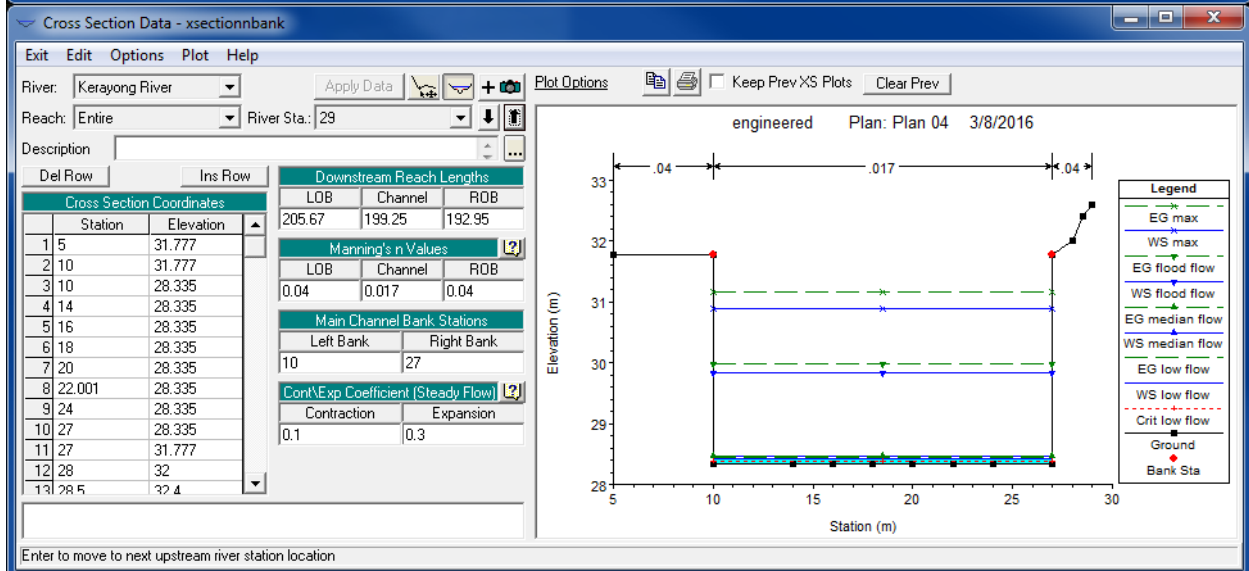 Cross Section Data - xsectionnbank
Exit Edit Options Plot Help
River: Kerayong River Apply Data + Plot Options Keep Prev XS Plots Clear Prev
Reach: Entire River Sta.: 29
Description ...
Del Row Ins Row
Cross Section Coordinates
Station Elevation
1 5 31.777
2 10 31.777
3 10 28.335
4 14 28.335
5 16 28.335
6 18 28.335
7 20 28.335
8 22.001 28.335
9 24 28.335
10 27 28.335
11 27 31.777
12 28 32
13 28.5 32.4
Downstream Reach Lengths
LOB Channel ROB
205.67 199.25 192.95
Manning's n Values
LOB Channel ROB
0.04 0.017 0.04
Main Channel Bank Stations
Left Bank Right Bank
10 27
Cont\Exp Coefficient (Steady Flow)
Contraction Expansion
0.1 0.3
engineered Plan: Plan 04 3/8/2016
.04 .017 .04
33
32
31
30
29
28
Elevation (m)
5 10 15 20 25 30
Station (m)
Legend
EG max
WS max
EG flood flow
WS flood flow
EG median flow
WS median flow
EG low flow
WS low flow
Crit low flow
Ground
Bank Sta
Enter to move to next upstream river station location